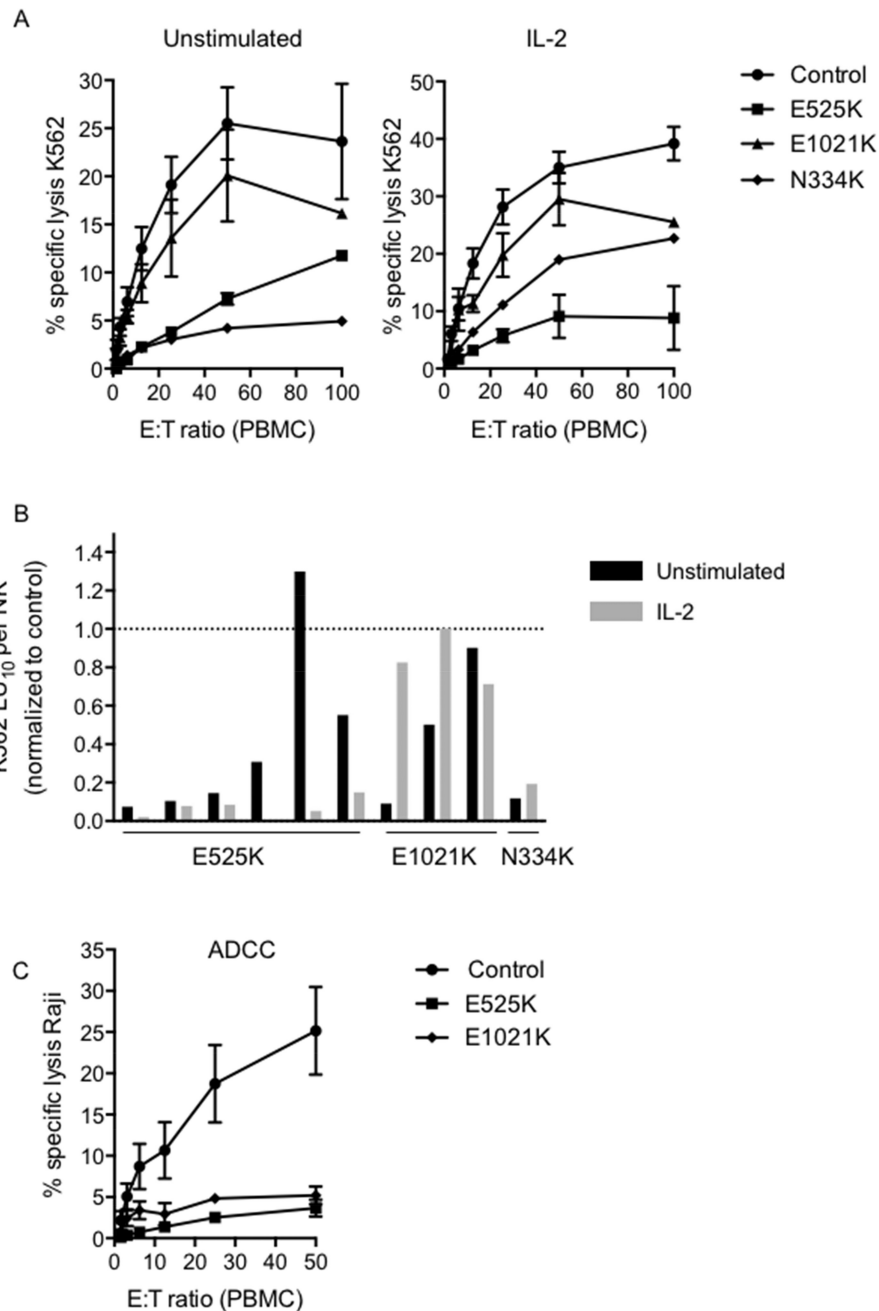 A
Unstimulated
IL-2
30
25
20
15
10
5
0
% specific lysis K562
0 20 40 60 80 100
E:T ratio (PBMC)
50
40
30
20
10
0
% specific lysis K562
0 20 40 60 80 100
E:T ratio (PBMC)
Control
E525K
E1021K
N334K
B
1.4
1.2
1.0
0.8
0.6
0.4
0.2
0.0
(normalized to control)
E525K E1021K N334K
Unstimulated
IL-2
C
ADCC
35
30
25
20
15
10
5
0
% specific lysis Raji
0 10 20 30 40 50
E:T ratio (PBMC)
Control
E525K
E1021K